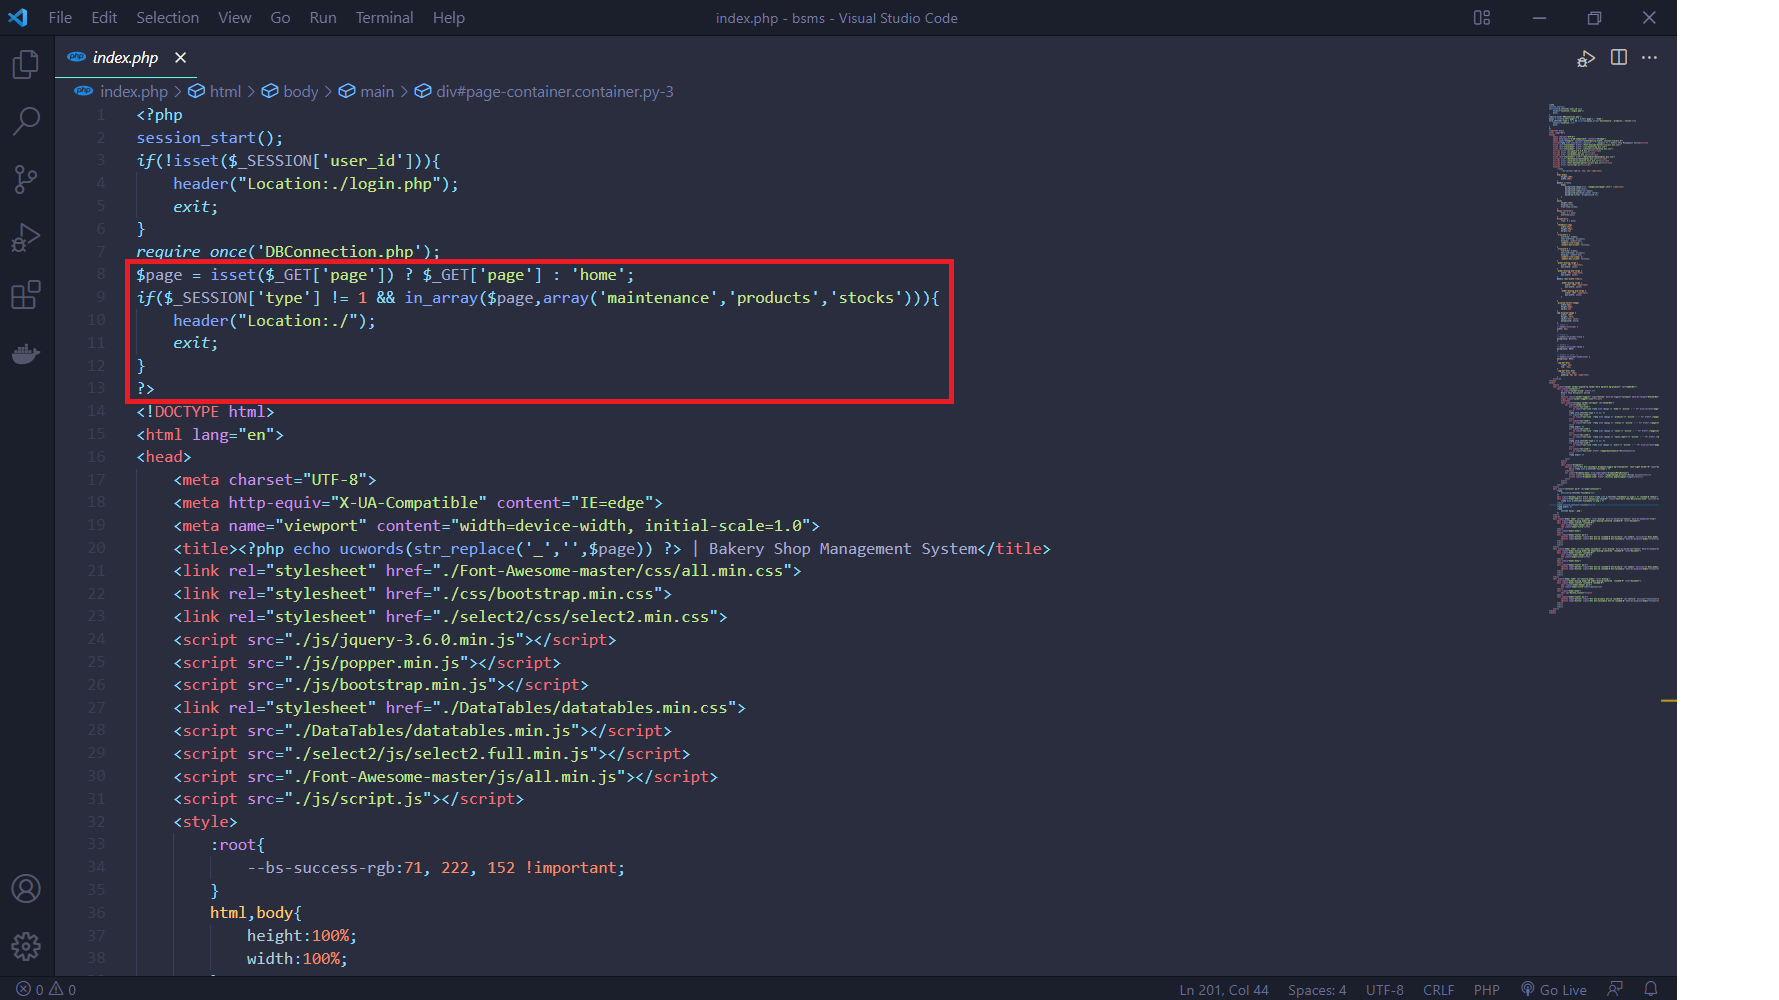 File Edit Selection View Go Run Terminal Help
index.php - bsms - Visual Studio Code
php index.php
php index.php > html > body > main > div#page-container.container.py-3
1 <?php
2 session_start();
3 if(!isset($_SESSION['user_id'])){
4 header("Location:./login.php");
5 exit;
6 }
7 require_once('DBConnection.php');
8 $page = isset($_GET['page']) ? $_GET['page'] : 'home';
9 if($_SESSION['type'] != 1 && in_array($page,array('maintenance','products','stocks'))){
10 header("Location:./");
11 exit;
12 }
13 ?>
14 <!DOCTYPE html>
15 <html lang="en">
16 <head>
17 <meta charset="UTF-8">
18 <meta http-equiv="X-UA-Compatible" content="IE=edge">
19 <meta name="viewport" content="width=device-width, initial-scale=1.0">
20 <title><?php echo ucwords(str_replace('_','',$page)) ?> | Bakery Shop Management System</title>
21 <link rel="stylesheet" href="./Font-Awesome-master/css/all.min.css">
22 <link rel="stylesheet" href="./css/bootstrap.min.css">
23 <link rel="stylesheet" href="./select2/css/select2.min.css">
24 <script src="./js/jquery-3.6.0.min.js"></script>
25 <script src="./js/popper.min.js"></script>
26 <script src="./js/bootstrap.min.js"></script>
27 <link rel="stylesheet" href="./DataTables/datatables.min.css">
28 <script src="./DataTables/datatables.min.js"></script>
29 <script src="./select2/js/select2.full.min.js"></script>
30 <script src="./Font-Awesome-master/js/all.min.js"></script>
31 <script src="./js/script.js"></script>
32 <style>
33 :root{
34 --bs-success-rgb:71, 222, 152 !important;
35 }
36 html,body{
37 height:100%;
38 width:100%;
0 0 Ln 201, Col 44 Spaces: 4 UTF-8 CRLF PHP Go Live